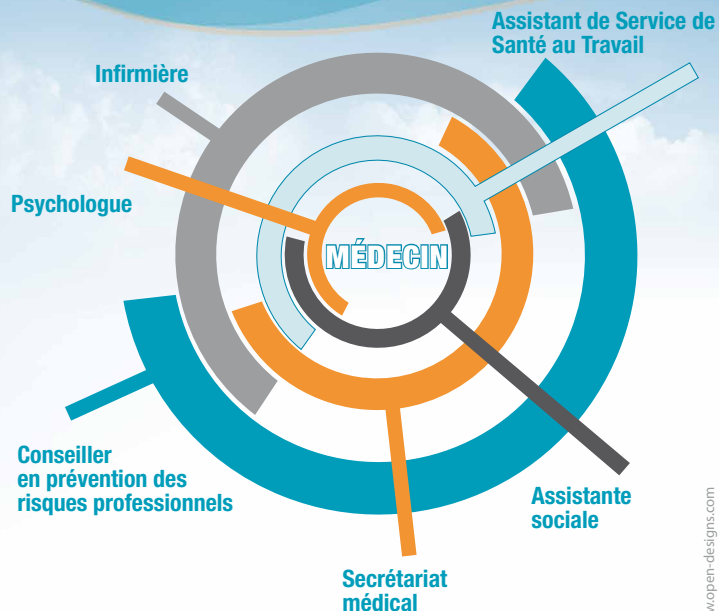 Assistant de Service de
Santé au Travail
Infirmière
Psychologue
MÉDECIN
Conseiller
en prévention des
risques professionnels
Assistante
sociale
Secrétariat
médical
.open-designs.com